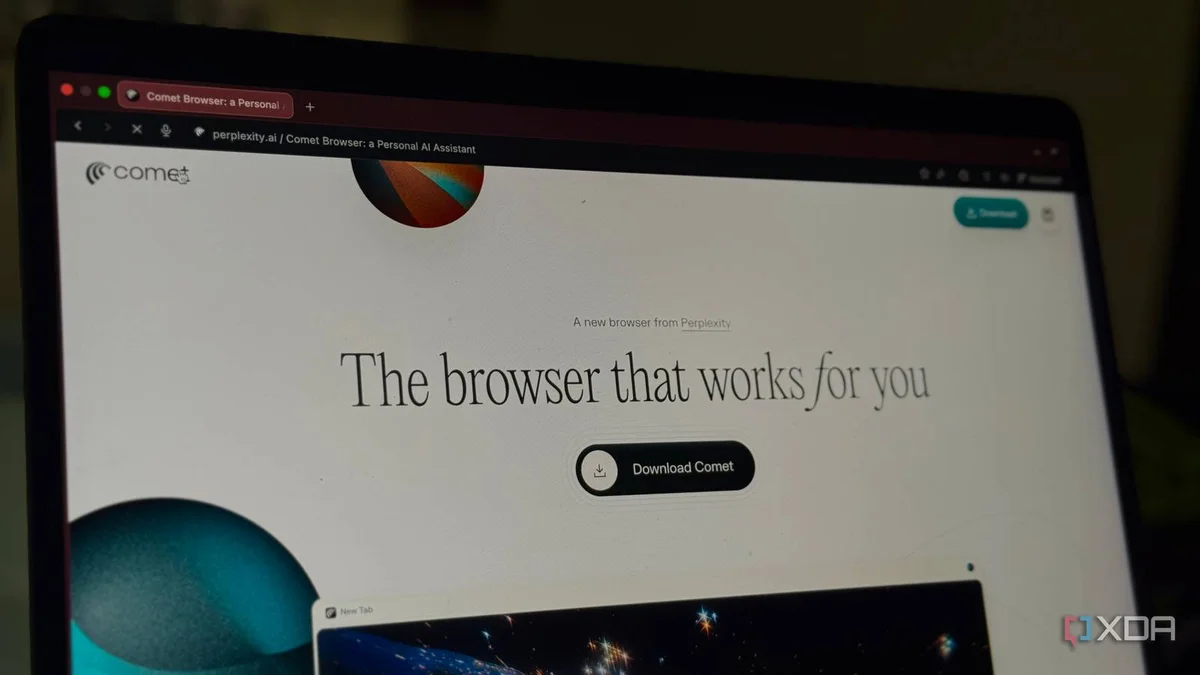 Comet Browser: a Personal
perplexity.ai / Comet Browser: a Personal AI Assistant
comet
Download
A new browser from Perplexity
The browser that works for you
Download Comet
New Tab
XDA